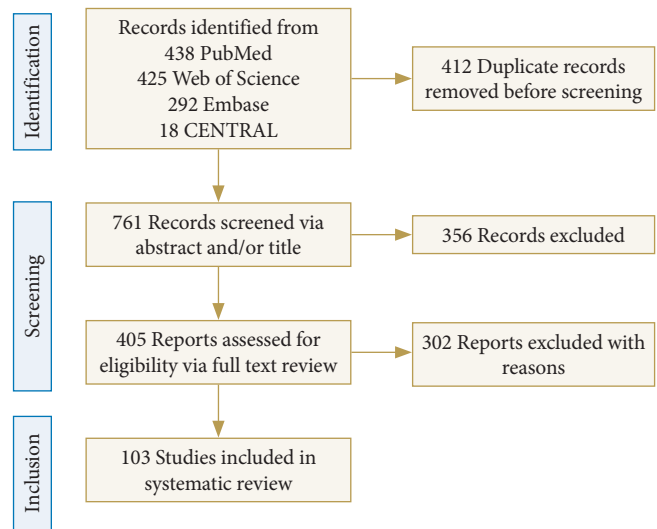 Identification
Records identified from
438 PubMed
425 Web of Science
292 Embase
18 CENTRAL
412 Duplicate records
removed before screening
Screening
761 Records screened via
abstract and/or title
356 Records excluded
405 Reports assessed for
eligibility via full text review
302 Reports excluded with
reasons
Inclusion
103 Studies included in
systematic review